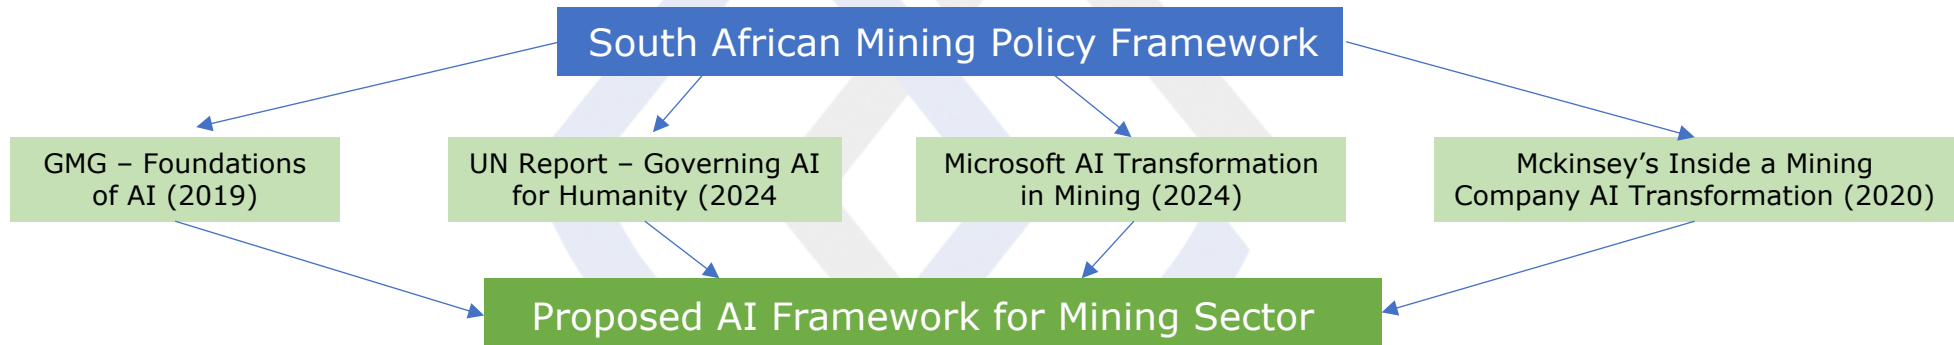 South African Mining Policy Framework
GMG – Foundations
of AI (2019)
UN Report – Governing AI
for Humanity (2024
Microsoft AI Transformation
in Mining (2024)
Mckinsey’s Inside a Mining
Company AI Transformation (2020)
Proposed AI Framework for Mining Sector